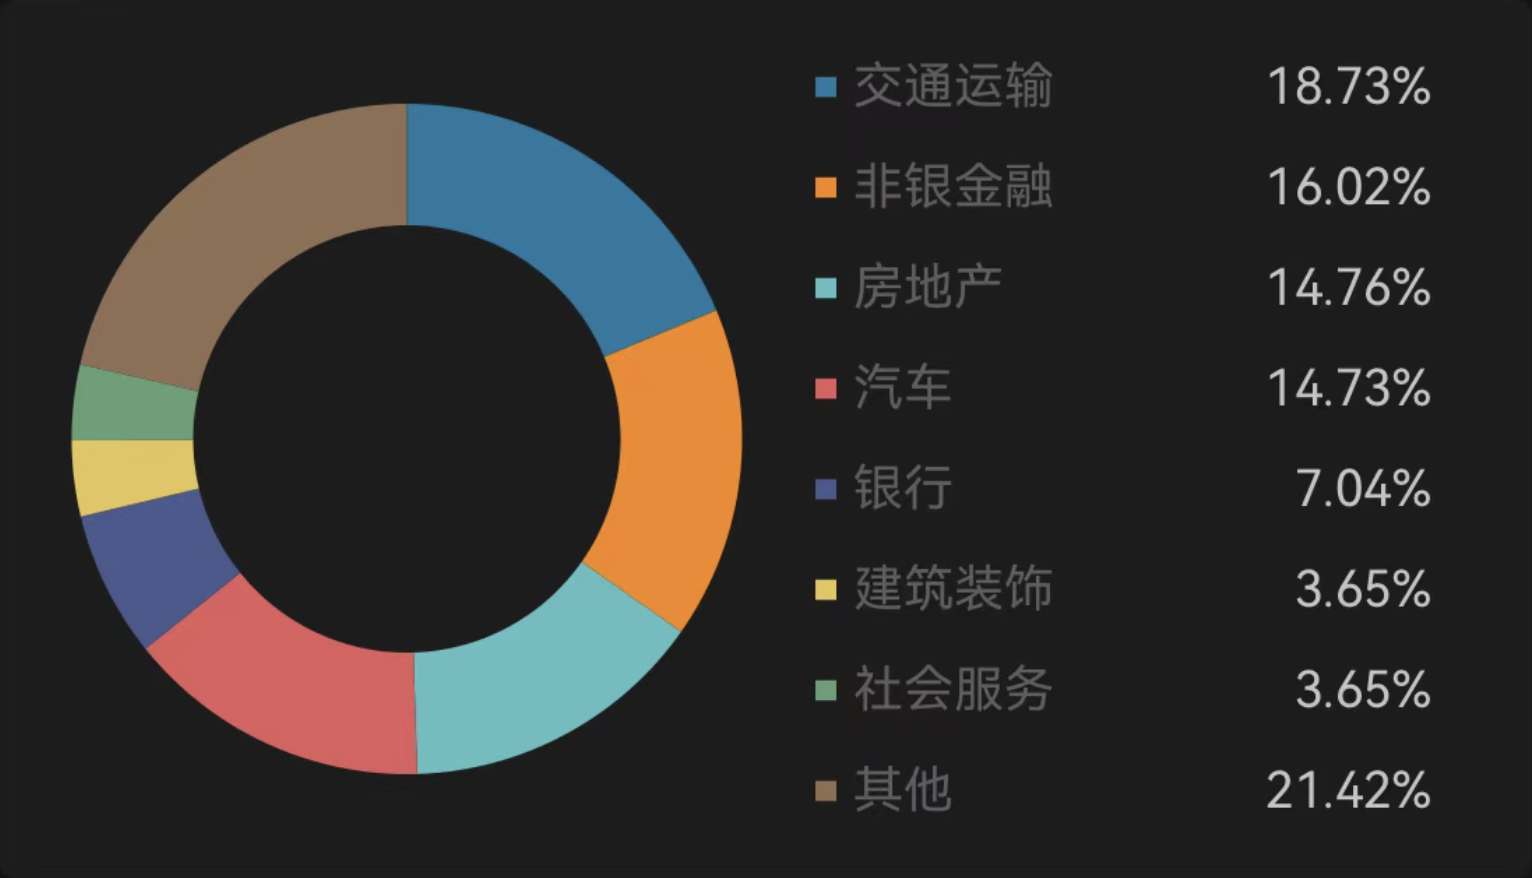 交通运输 18.73%
非银金融 16.02%
房地产 14.76%
汽车 14.73%
银行 7.04%
建筑装饰 3.65%
社会服务 3.65%
其他 21.42%